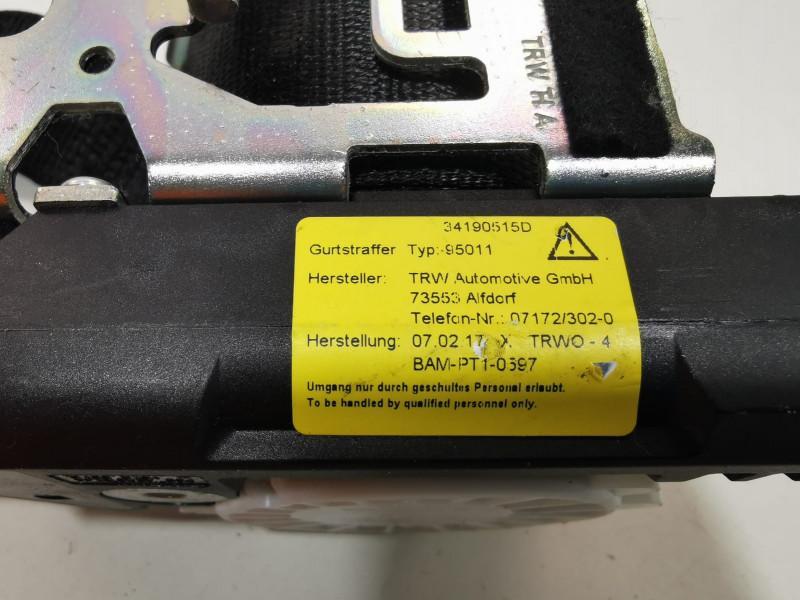 TRW TI A
34190515D
Gurtstraffer Typ:-95011
Hersteller: TRW Automotive GmbH
73553 Alfdorf
Telefon-Nr.: 07172/302-0
Herstellung: 07.02.17 X TRWO - 4
BAM-PT1-0597
Umgang nur durch geschultes Personal erlaubt.
To be handled by qualified personnel only.